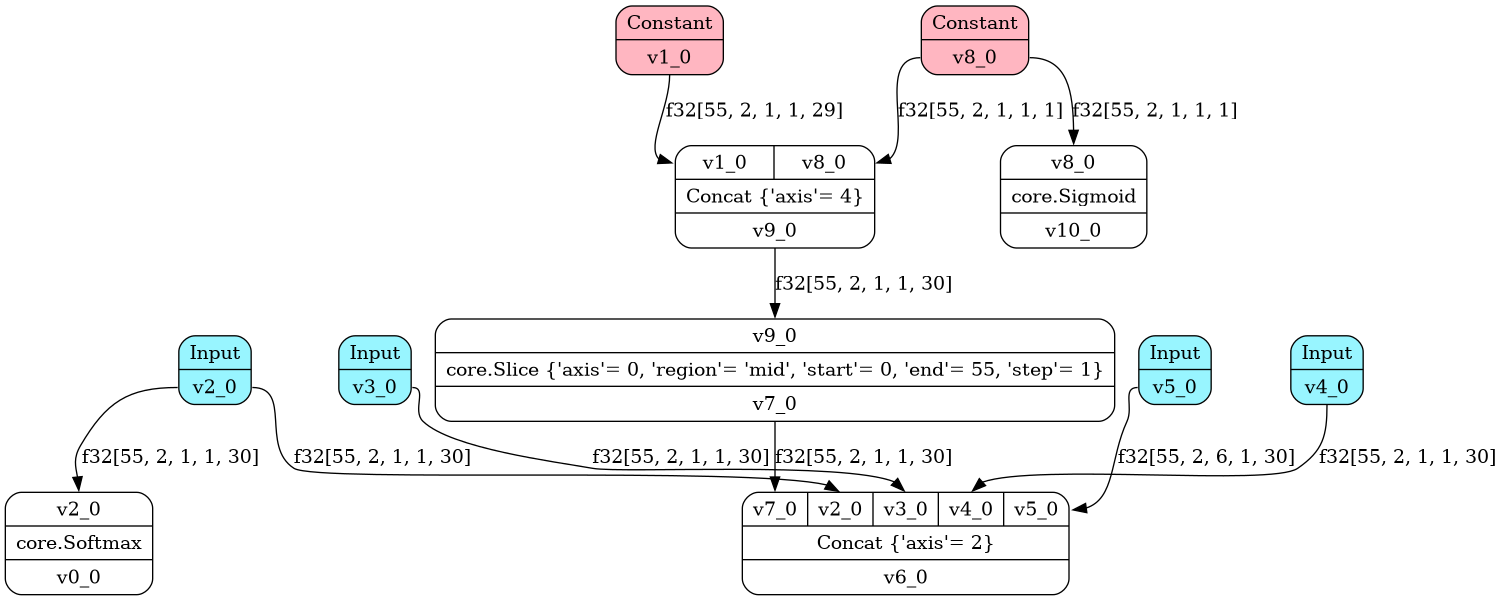 Constant
v1_0
Constant
v8_0
f32[55, 2, 1, 1, 29]
f32[55, 2, 1, 1, 1]
f32[55, 2, 1, 1, 1]
v1_0
v8_0
Concat {'axis'= 4}
v9_0
v8_0
core.Sigmoid
v10_0
f32[55, 2, 1, 1, 30]
Input
v2_0
Input
v3_0
v9_0
core.Slice {'axis'= 0, 'region'= 'mid', 'start'= 0, 'end'= 55, 'step'= 1}
v7_0
Input
v5_0
Input
v4_0
f32[55, 2, 1, 1, 30]
f32[55, 2, 1, 1, 30]
f32[55, 2, 1, 1, 30]
f32[55, 2, 1, 1, 30]
f32[55, 2, 6, 1, 30]
f32[55, 2, 1, 1, 30]
v2_0
core.Softmax
v0_0
v7_0
v2_0
v3_0
v4_0
v5_0
Concat {'axis'= 2}
v6_0